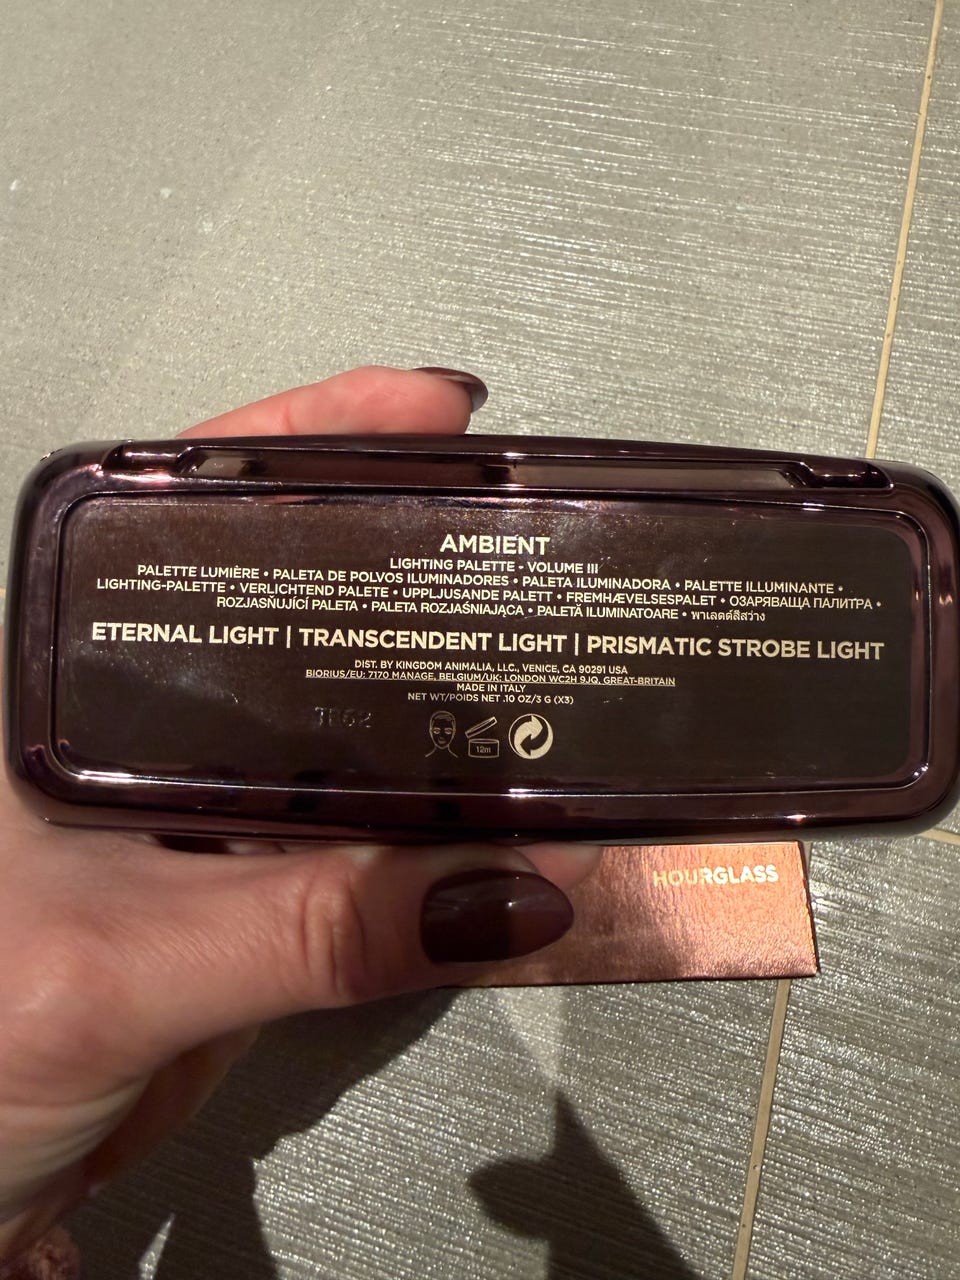 AMBIENT
LIGHTING PALETTE - VOLUME III
PALETTE LUMIÈRE • PALETA DE POLVOS ILUMINADORES • PALETA ILUMINADORA • PALETTE ILLUMINANTE •
LIGHTING-PALETTE • VERLICHTEND PALETE • UPPLJUSANDE PALETT • FREMHÆVELSESPALET • ОЗАРЯВАЩА ПАЛИТРА •
ROZJASŇUJÍCÍ PALETA • PALETA ROZJAŚNIAJĄCA • PALETĂ ILUMINATOARE • พาเลตต์สีสว่าง
ETERNAL LIGHT | TRANSCENDENT LIGHT | PRISMATIC STROBE LIGHT
DIST. BY KINGDOM ANIMALIA, LLC., VENICE, CA 90291 USA
BIORIUS/EU: 7170 MANAGE, BELGIUM/UK: LONDON WC2H 9JQ, GREAT-BRITAIN
MADE IN ITALY
NET WT/POIDS NET .10 OZ/3 G (X3)
12m
HOURGLASS